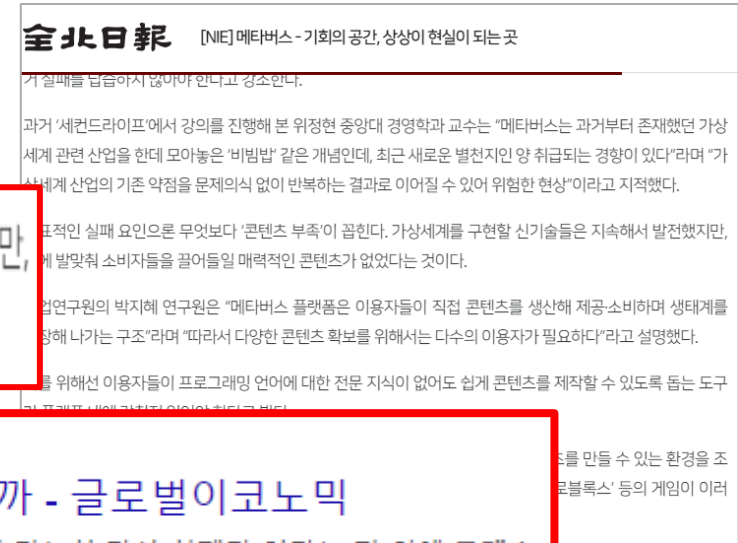 全北日報 [NIE] 메타버스 - 기회의 공간, 상상이 현실이 되는 곳
거 실패를 답습하지 않아야 한다고 강조한다.
과거 ‘세컨드라이프’에서 강의를 진행해 본 위정현 중앙대 경영학과 교수는 “메타버스는 과거부터 존재했던 가상
세계 관련 산업을 한데 모아놓은 ‘비빔밥’ 같은 개념인데, 최근 새로운 별천지인 양 취급되는 경향이 있다”라며 “가
상세계 산업의 기존 약점을 문제의식 없이 반복하는 결과로 이어질 수 있어 위험한 현상”이라고 지적했다.
만,
표적인 실패 요인으론 무엇보다 ‘콘텐츠 부족’이 꼽힌다. 가상세계를 구현할 신기술들은 지속해서 발전했지만,
에 발맞춰 소비자들을 끌어들일 매력적인 콘텐츠가 없었다는 것이다.
업연구원의 박지혜 연구원은 “메타버스 플랫폼은 이용자들이 직접 콘텐츠를 생산해 제공·소비하며 생태계를
장해 나가는 구조”라며 “따라서 다양한 콘텐츠 확보를 위해서는 다수의 이용자가 필요하다”라고 설명했다.
를 위해선 이용자들이 프로그래밍 언어에 대한 전문 지식이 없어도 쉽게 콘텐츠를 제작할 수 있도록 돕는 도구
츠를 만들 수 있는 환경을 조
로블록스’ 등의 게임이 이러
까 - 글로벌이코노믹